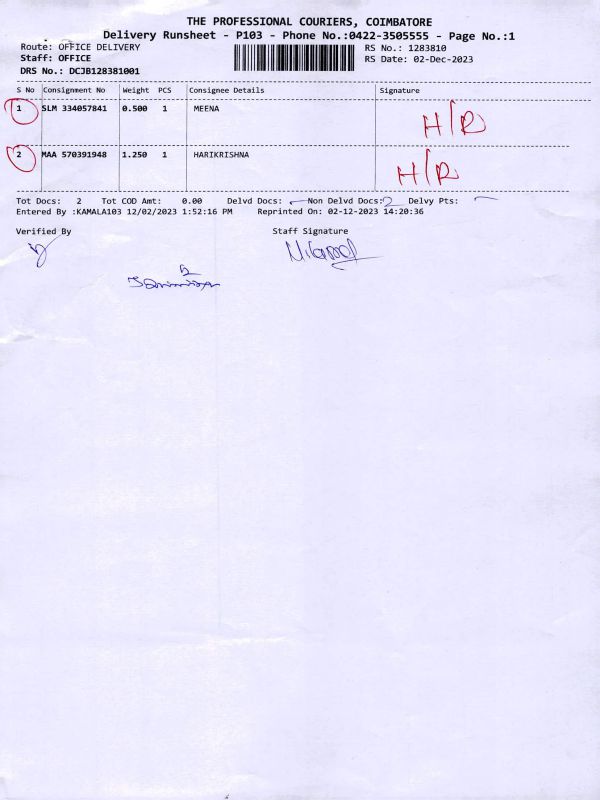 THE PROFESSIONAL COURIERS, COIMBATORE
Delivery Runsheet - P103 - Phone No.:0422-3505555 - Page No.:1
Route: OFFICE DELIVERY RS No.: 1283810
Staff: OFFICE RS Date: 02-Dec-2023
DRS No.: DCJB128381001
S No Consignment No Weight PCS Consignee Details Signature
1 SLM 334057841 0.500 1 MEENA H/R
2 MAA 570391948 1.250 1 HARIKRISHNA H/R
Tot Docs: 2 Tot COD Amt: 0.00 Delvd Docs: - Non Delvd Docs: 2 Delvy Pts: -
Entered By :KAMALA103 12/02/2023 1:52:16 PM Reprinted On: 02-12-2023 14:20:36
Verified By Staff Signature